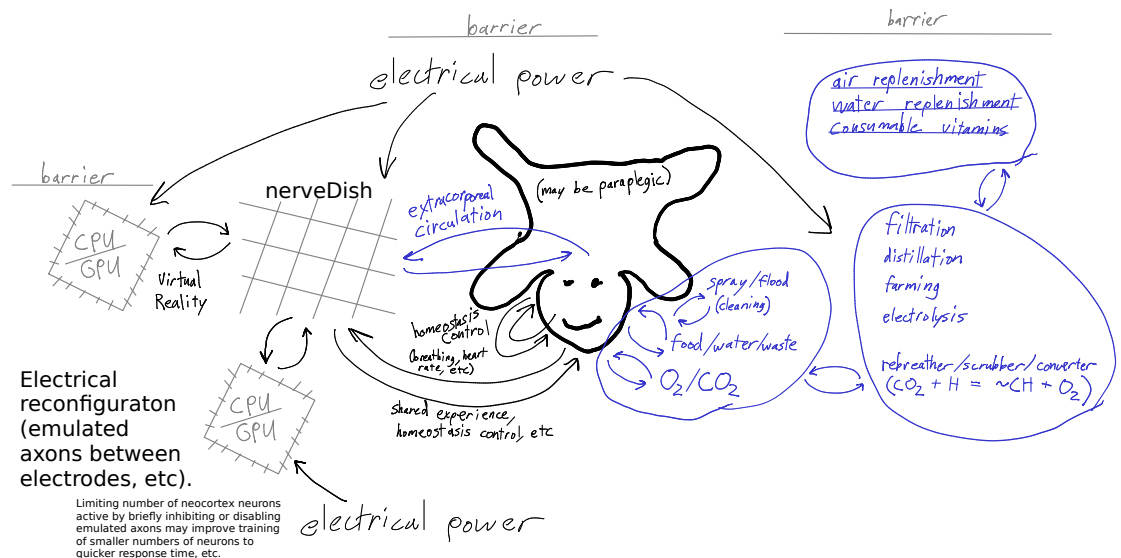 barrier
barrier
electrical power
air replenishment
water replenishment
consumable vitamins
barrier
nerveDish
(may be paraplegic)
extracorporeal
circulation
CPU
GPU
Virtual
Reality
filtration
distillation
farming
electrolysis
spray/flood
(cleaning)
food/water/waste
O₂/CO₂
homeostasis
control
(breathing, heart
rate, etc)
rebreather/scrubber/converter
(CO₂ + H = ~CH + O₂)
shared experience,
homeostasis control, etc
CPU
GPU
Electrical
reconfiguraton
(emulated
axons between
electrodes, etc).
Limiting number of neocortex neurons
active by briefly inhibiting or disabling
emulated axons may improve training
of smaller numbers of neurons to
quicker response time, etc.
electrical power